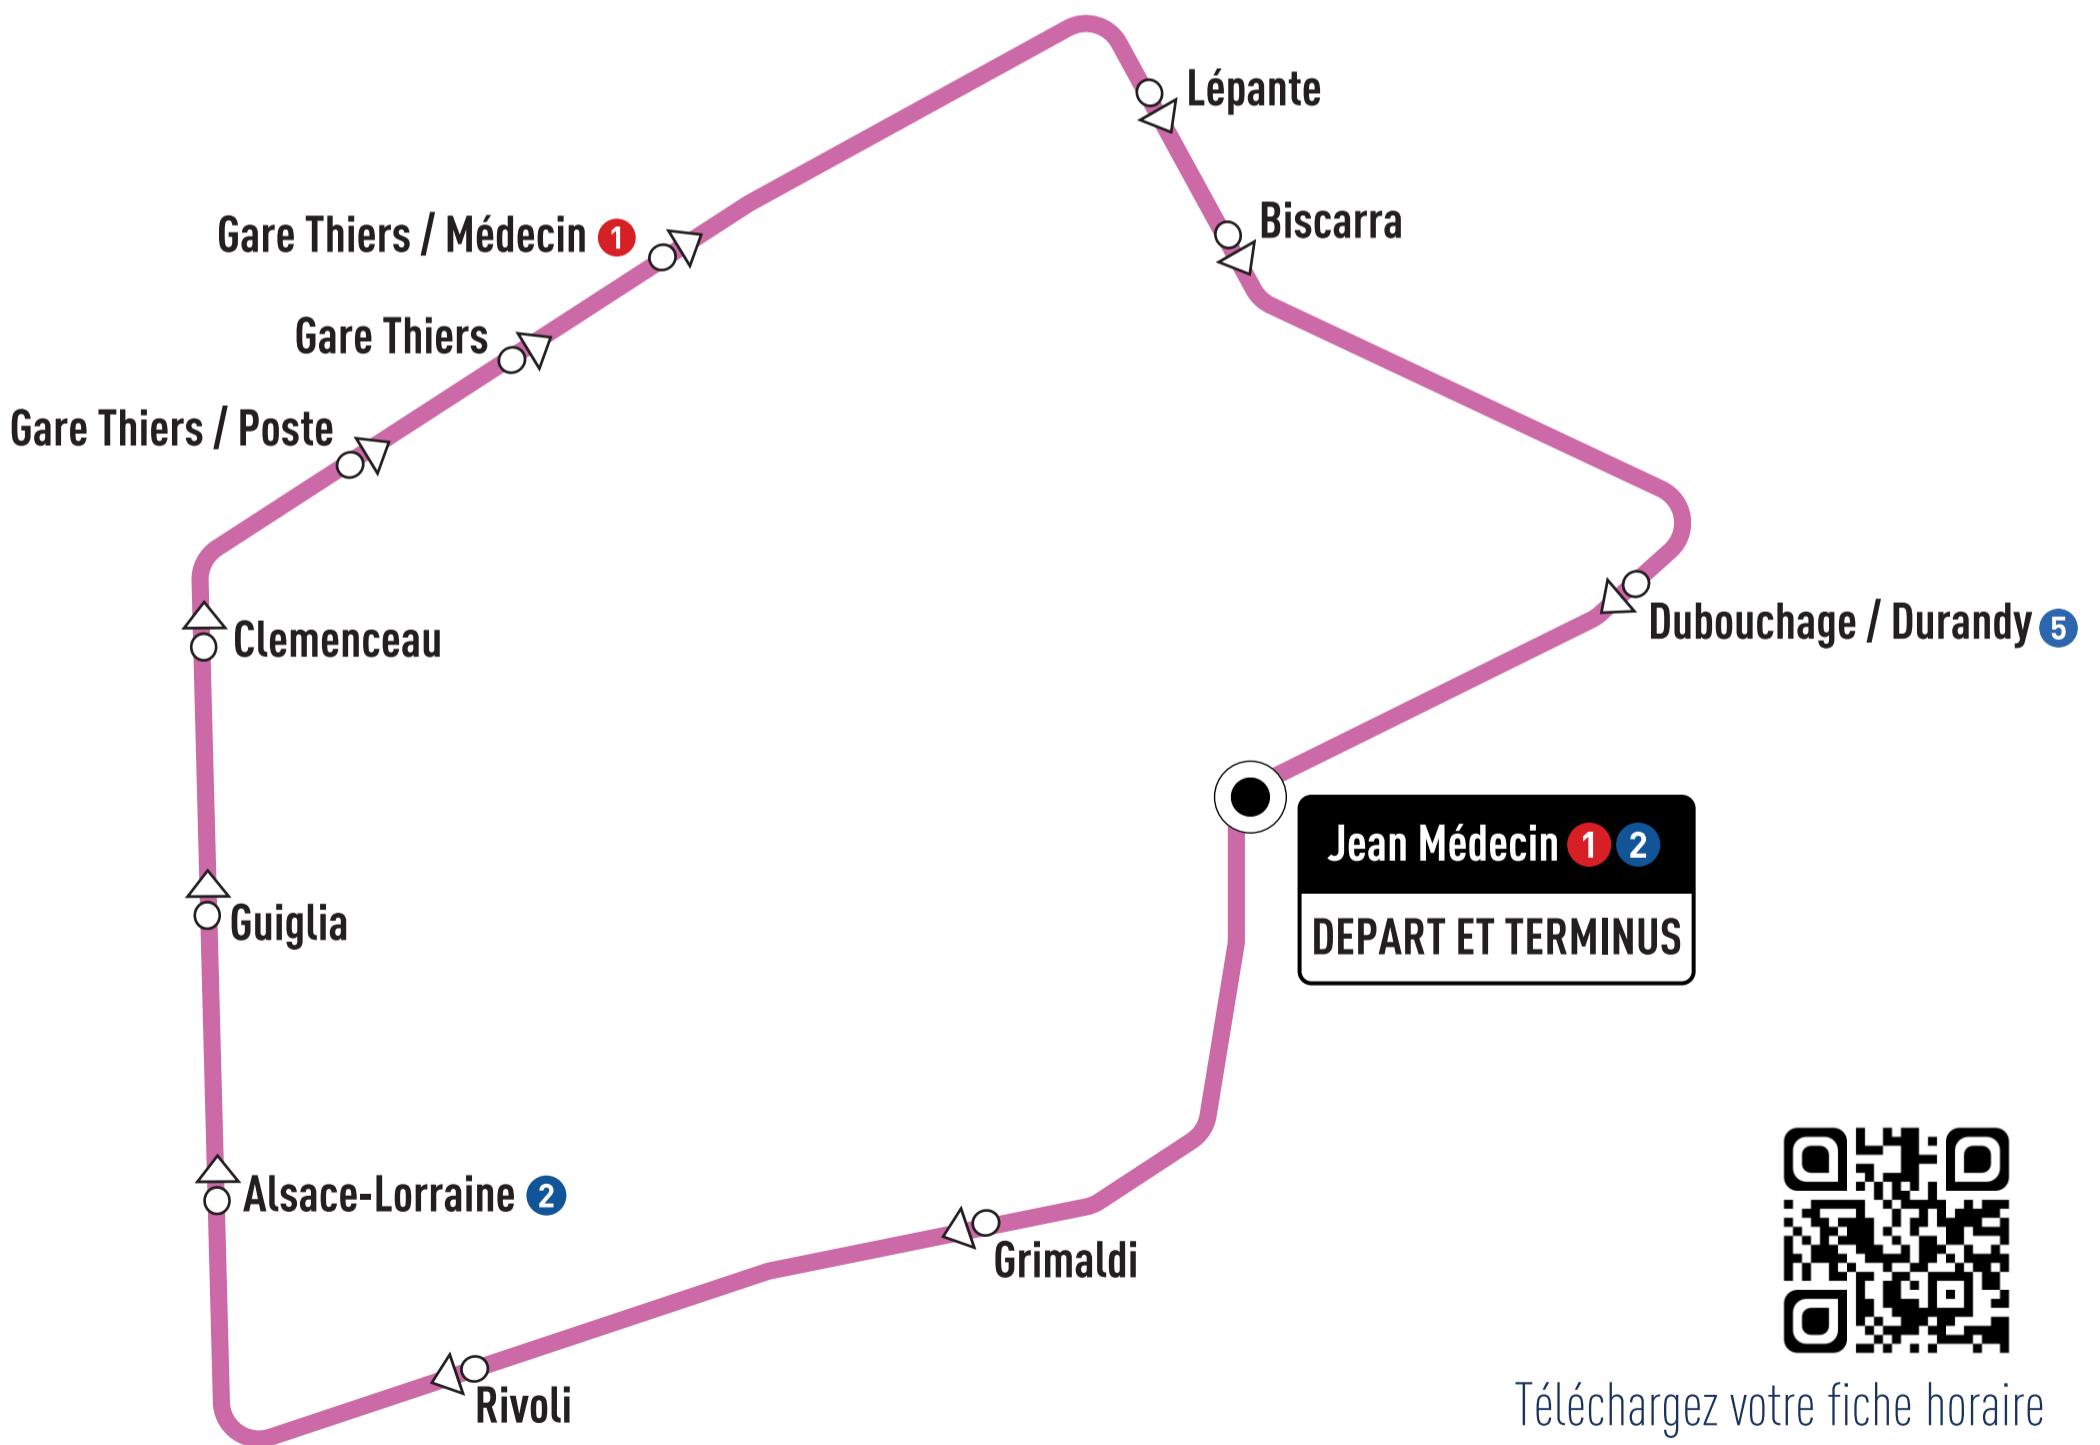 Lépante
Biscarra
Gare Thiers / Médecin 1
Gare Thiers
Gare Thiers / Poste
Dubouchage / Durandy 5
Clemenceau
Jean Médecin 1 2
DEPART ET TERMINUS
Guiglia
Alsace-Lorraine 2
Grimaldi
Rivoli
Téléchargez votre fiche horaire